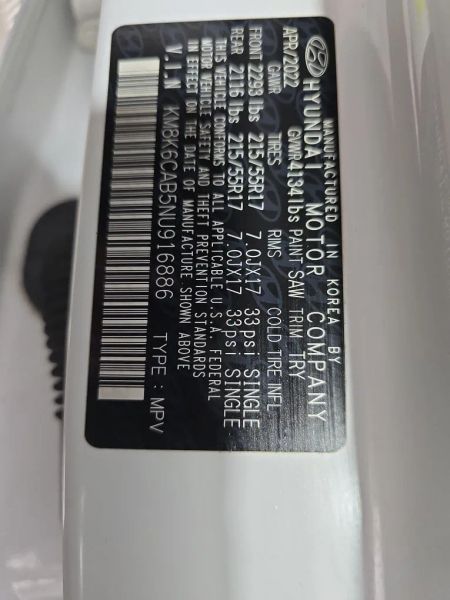 MANUFACTURED IN KOREA BY
HYUNDAI MOTOR COMPANY
APR/2022 GVWR 4134lbs PAINT SAW TRIM TRY
GAWR TIRES RIMS COLD TIRE INFL
FRONT 2293 lbs 215/55R17 7.0JX17 33psi SINGLE
REAR 2116 lbs 215/55R17 7.0JX17 33psi SINGLE
THIS VEHICLE CONFORMS TO ALL APPLICABLE U.S.A. FEDERAL
MOTOR VEHICLE SAFETY AND THEFT PREVENTION STANDARDS
IN EFFECT ON THE DATE OF MANUFACTURE SHOWN ABOVE
V.I.N KM8K6CAB5NU916886 TYPE: MPV